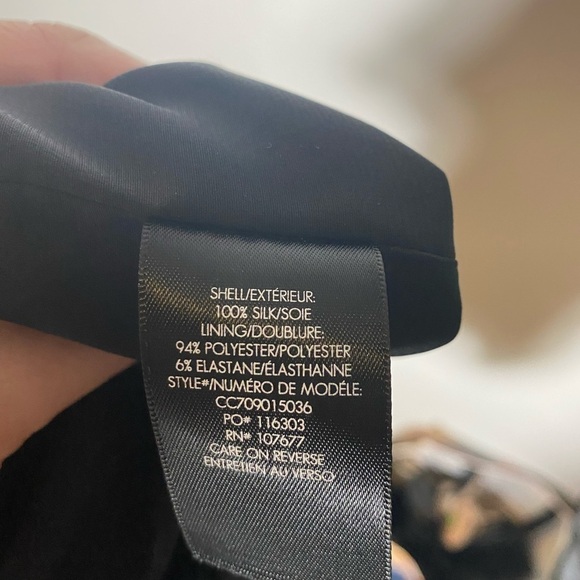 SHELL/EXTÉRIEUR:
100% SILK/SOIE
LINING/DOUBLURE:
94% POLYESTER/POLYESTER
6% ELASTANE/ÉLASTHANNE
STYLE#/NUMÉRO DE MODÉLE:
CC709015036
PO# 116303
RN# 107677
CARE ON REVERSE
ENTRETIEN AU VERSO